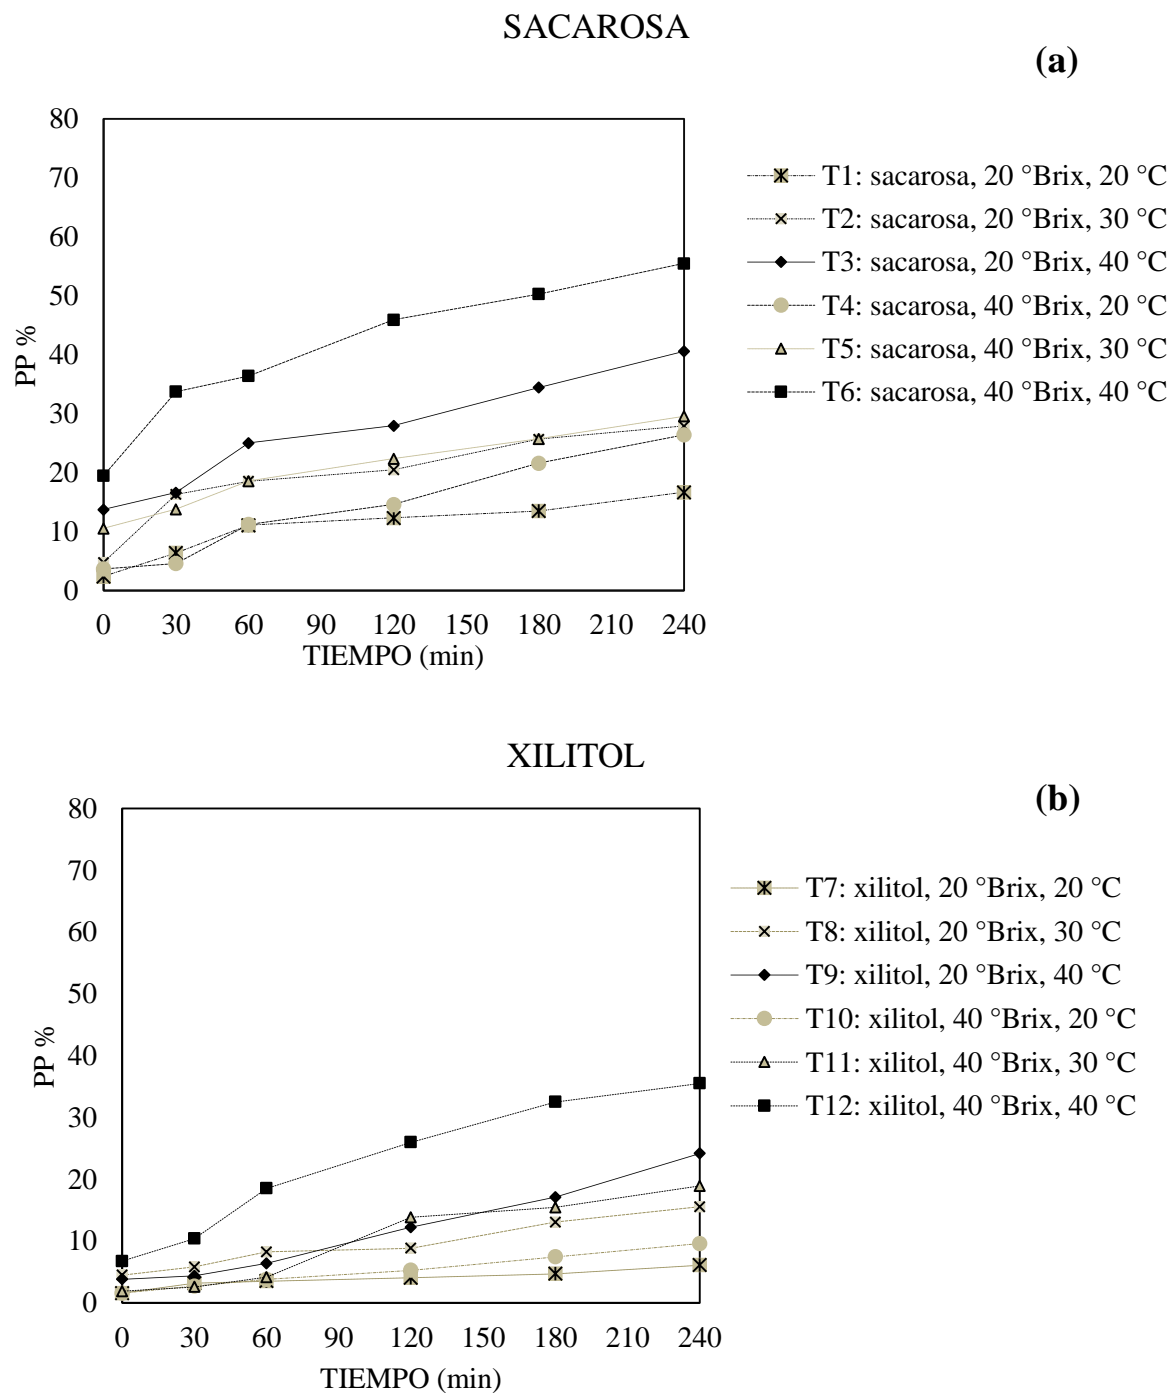 SACAROSA
(a)
80
70
60
50
40
30
20
10
0
PP %
0 30 60 90 120 150 180 210 240
TIEMPO (min)
T1: sacarosa, 20 °Brix, 20 °C
T2: sacarosa, 20 °Brix, 30 °C
T3: sacarosa, 20 °Brix, 40 °C
T4: sacarosa, 40 °Brix, 20 °C
T5: sacarosa, 40 °Brix, 30 °C
T6: sacarosa, 40 °Brix, 40 °C
XILITOL
(b)
80
70
60
50
40
30
20
10
0
PP %
0 30 60 90 120 150 180 210 240
TIEMPO (min)
T7: xilitol, 20 °Brix, 20 °C
T8: xilitol, 20 °Brix, 30 °C
T9: xilitol, 20 °Brix, 40 °C
T10: xilitol, 40 °Brix, 20 °C
T11: xilitol, 40 °Brix, 30 °C
T12: xilitol, 40 °Brix, 40 °C